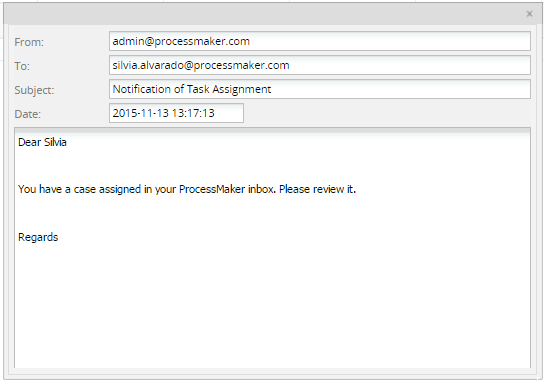 From: admin@processmaker.com
To: silvia.alvarado@processmaker.com
Subject: Notification of Task Assignment
Date: 2015-11-13 13:17:13
Dear Silvia
You have a case assigned in your ProcessMaker inbox. Please review it.
Regards